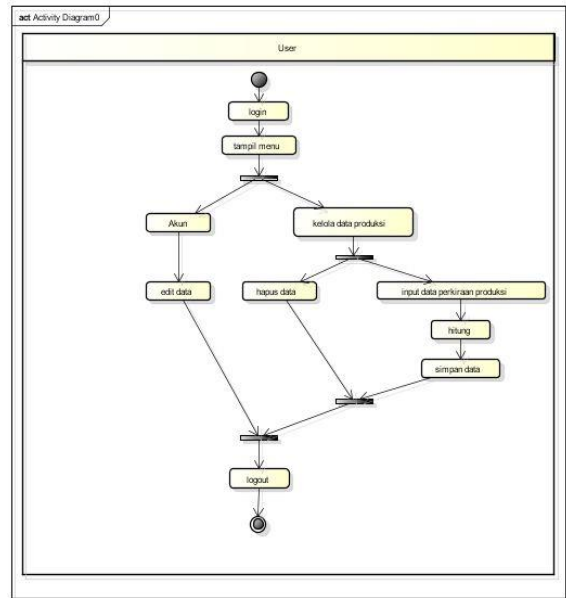 act Activity Diagram0
User
login
tampil menu
Akun
kelola data produksi
edit data
hapus data
input data perkiraan produksi
hitung
simpan data
logout